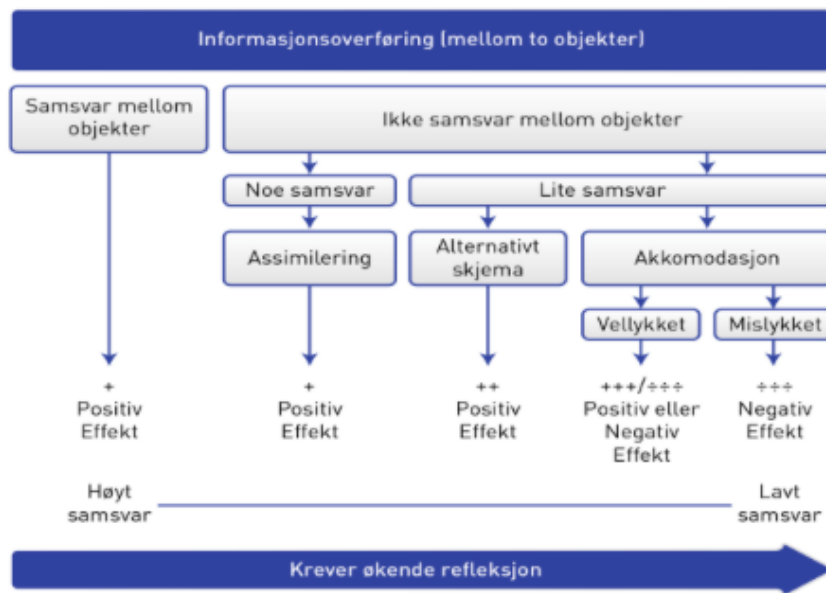 Informasjonsoverføring (mellom to objekter)
Samsvar mellom
objekter
Ikke samsvar mellom objekter
Noe samsvar
Lite samsvar
Assimilering
Alternativt
skjema
Akkomodasjon
Vellykket
Mislykket
+
Positiv
Effekt
+
Positiv
Effekt
++
Positiv
Effekt
+++/÷÷÷
Positiv eller
Negativ
Effekt
÷÷÷
Negativ
Effekt
Høyt
samsvar
Lavt
samsvar
Krever økende refleksjon